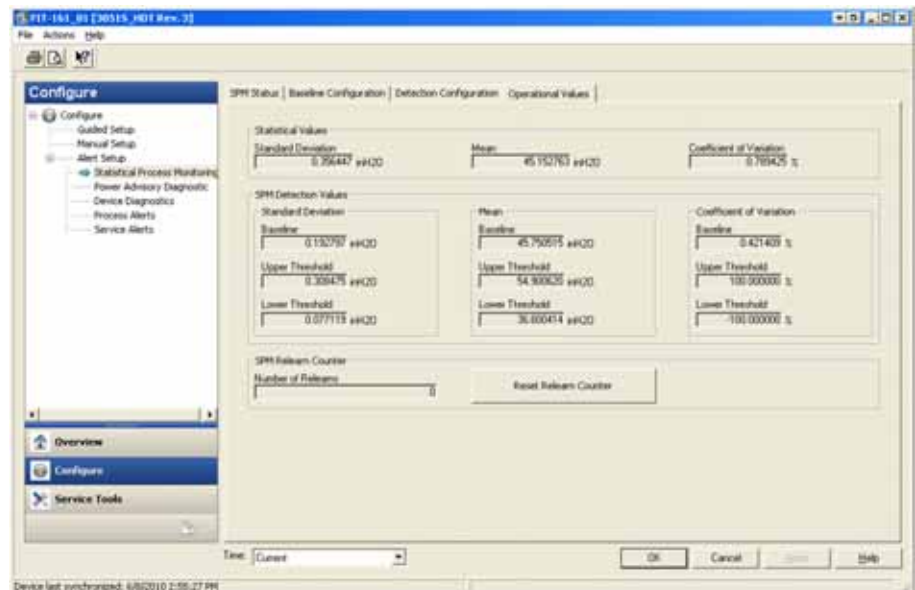 PIT-161_01 [3051S_HDT Rev. 3]
File Actions Help
Configure
Configure
Guided Setup
Manual Setup
Alert Setup
Statistical Process Monitoring
Power Advisory Diagnostic
Device Diagnostics
Process Alerts
Service Alerts
Overview
Configure
Service Tools
SPM Status Baseline Configuration Detection Configuration Operational Values
Statistical Values
Standard Deviation Mean Coefficient of Variation
0.356447 inH2O 45.152763 inH2O 0.789425 %
SPM Detection Values
Standard Deviation Mean Coefficient of Variation
Baseline Baseline Baseline
0.192797 inH2O 45.750515 inH2O 0.421409 %
Upper Threshold Upper Threshold Upper Threshold
0.308475 inH2O 54.900620 inH2O 100.000000 %
Lower Threshold Lower Threshold Lower Threshold
0.077119 inH2O 36.600414 inH2O -100.000000 %
SPM Relearn Counter
Number of Relearns
0 Reset Relearn Counter
Time: Current OK Cancel Help
Device last synchronized: 6/8/2010 2:55:27 PM